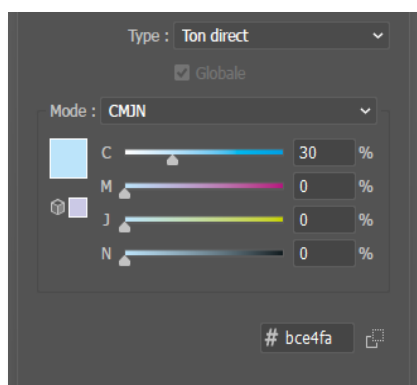 Type : Ton direct
Globale
Mode : CMJN
C 30 %
M 0 %
J 0 %
N 0 %
# bce4fa